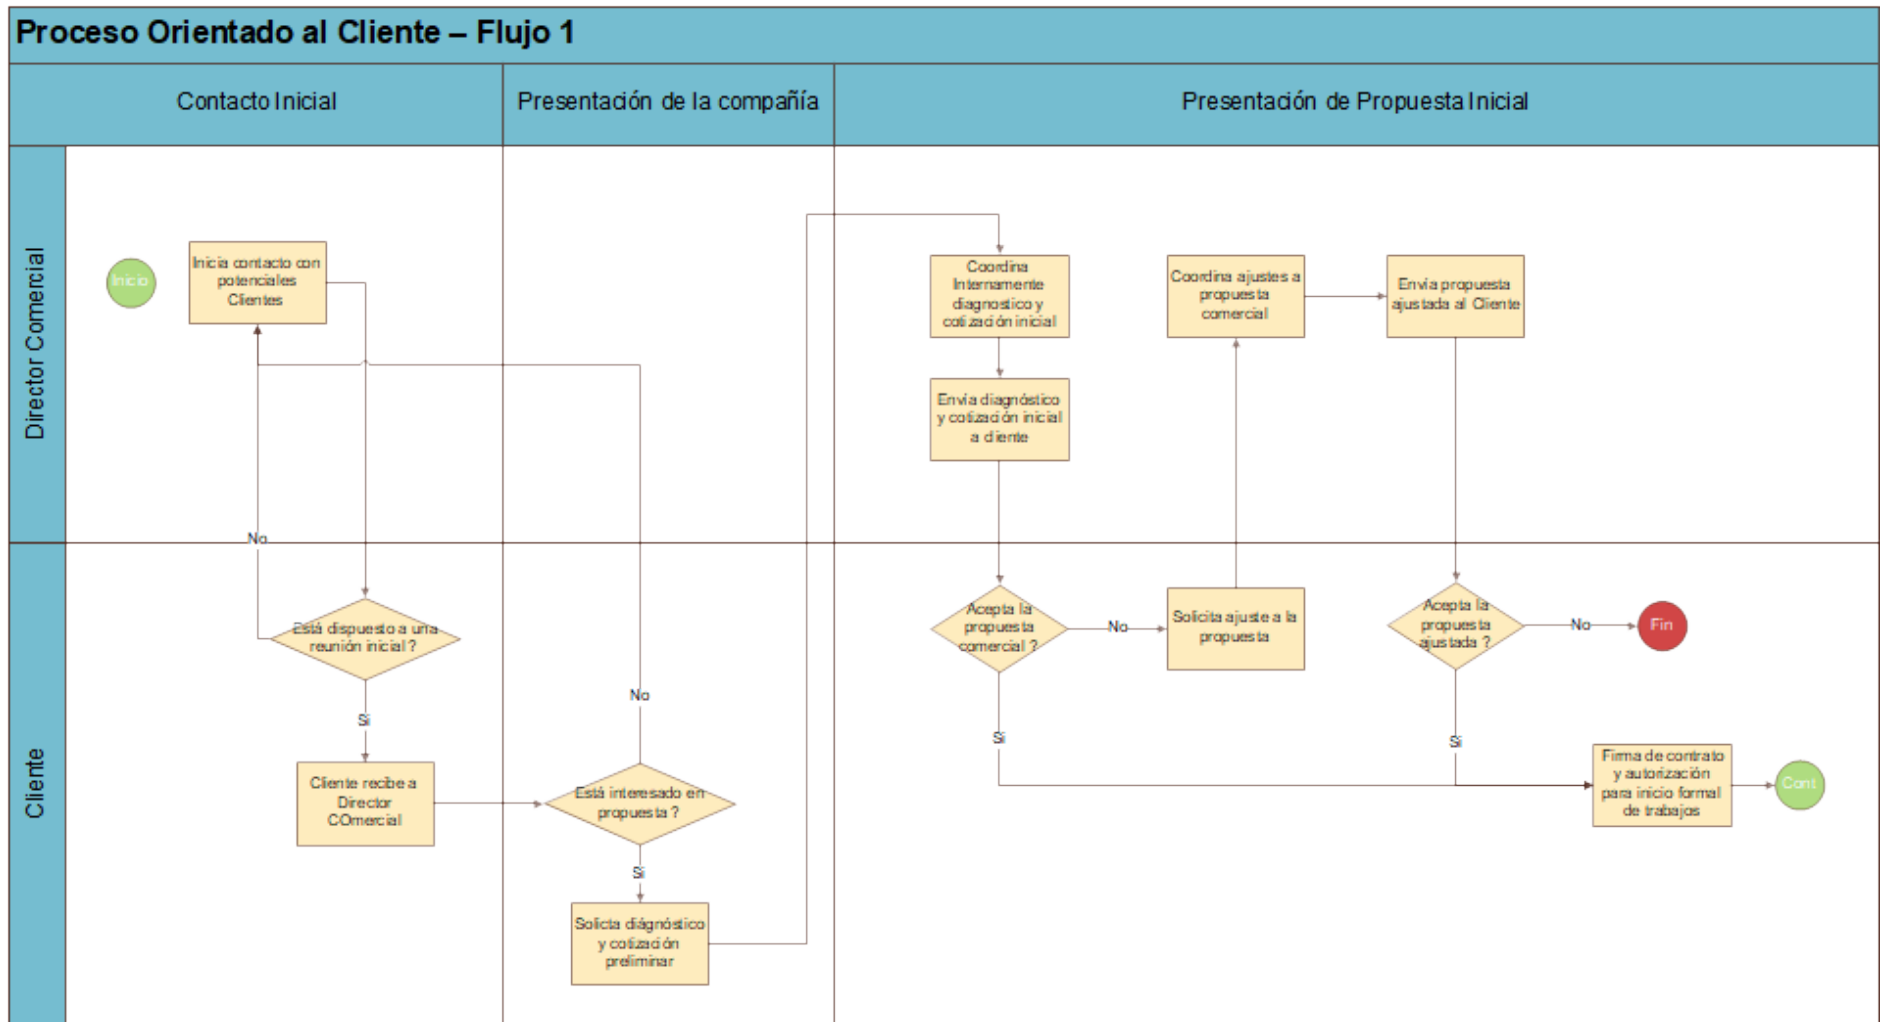 Proceso Orientado al Cliente – Flujo 1
Contacto Inicial
Presentación de la compañía
Presentación de Propuesta Inicial
Director Comercial
Inicio
Inicia contacto con
potenciales
Clientes
Coordina
Internamente
diagnostico y
cotización inicial
Coordina ajustes a
propuesta
comercial
Envia propuesta
ajustada al Cliente
Envia diagnóstico
y cotización inicial
a cliente
No
Cliente
Está dispuesto a una
reunión inicial ?
Si
Cliente recibe a
Director
COmercial
No
Está interesado en
propuesta ?
Si
Solicta diágnóstico
y cotización
preliminar
Acepta la
propuesta
comercial ?
No
Solicita ajuste a la
propuesta
Acepta la
propuesta
ajustada ?
No
Fin
Si
Si
Firma de contrato
y autorización
para inicio formal
de trabajos
Cont